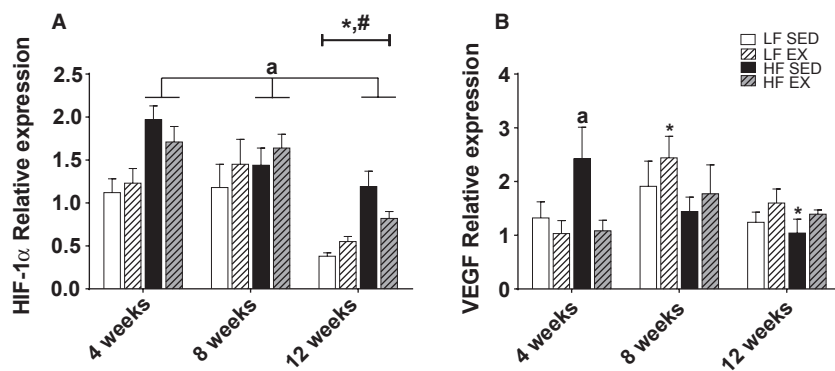 A
*,#
a
2.5
2.0
1.5
1.0
0.5
0.0
HIF-1α Relative expression
4 weeks
8 weeks
12 weeks
B
LF SED
LF EX
HF SED
HF EX
4
3
2
1
0
a
*
*
VEGF Relative expression
4 weeks
8 weeks
12 weeks